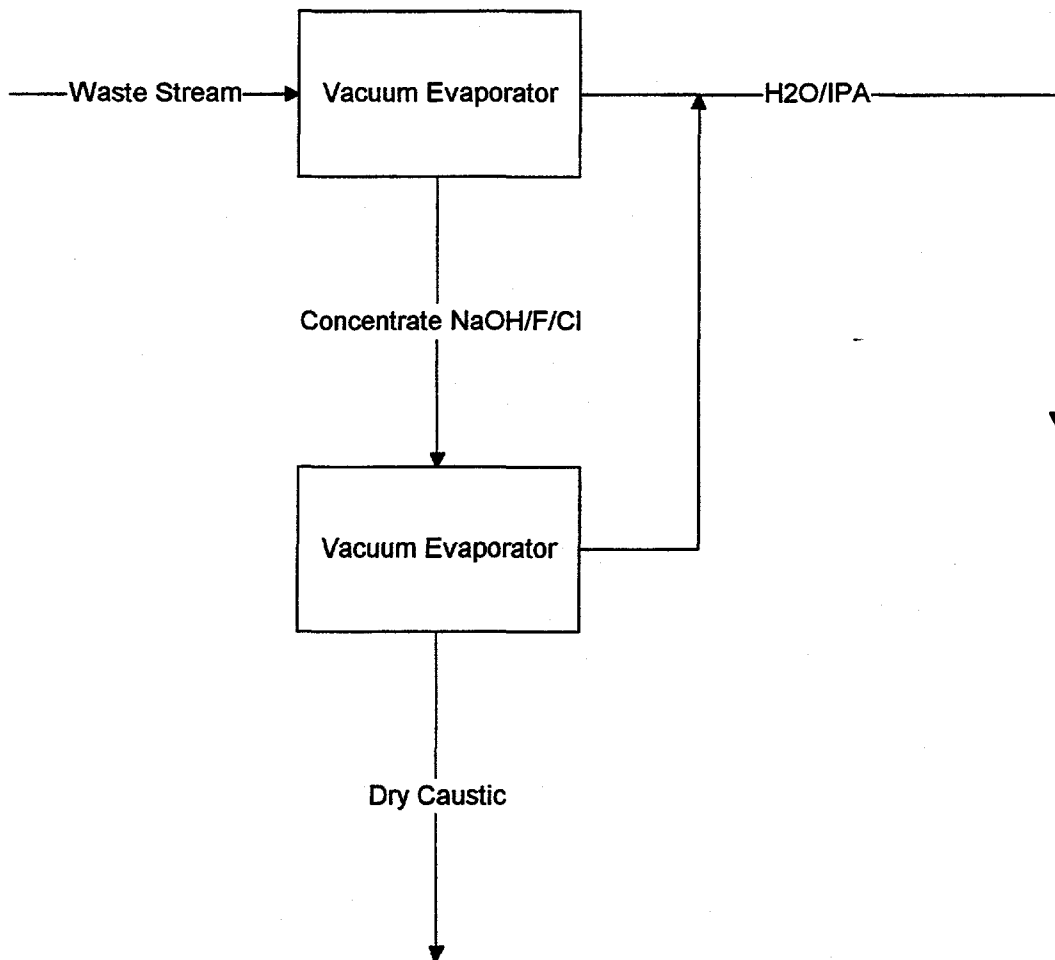 Waste Stream
Vacuum Evaporator
H2O/IPA
Concentrate NaOH/F/Cl
Vacuum Evaporator
Dry Caustic